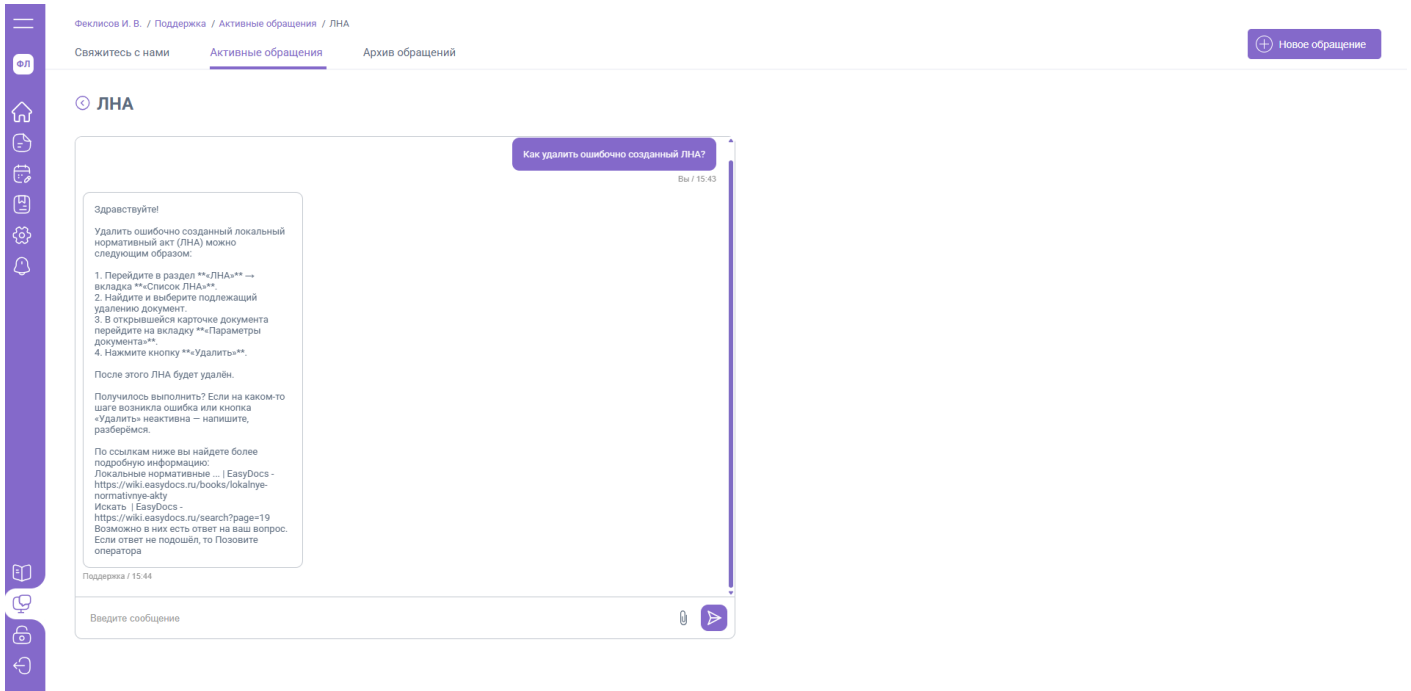 Феклисов И. В. / Поддержка / Активные обращения / ЛНА
Свяжитесь с нами
Активные обращения
Архив обращений
Новое обращение
ФЛ
ЛНА
Как удалить ошибочно созданный ЛНА?
Вы / 15:43
Здравствуйте!
Удалить ошибочно созданный локальный
нормативный акт (ЛНА) можно
следующим образом:
1. Перейдите в раздел **«ЛНА»** →
вкладка **«Список ЛНА»**.
2. Найдите и выберите подлежащий
удалению документ.
3. В открывшейся карточке документа
перейдите на вкладку **«Параметры
документа»**.
4. Нажмите кнопку **«Удалить»**.
После этого ЛНА будет удалён.
Получилось выполнить? Если на каком-то
шаге возникла ошибка или кнопка
«Удалить» неактивна — напишите,
разберёмся.
По ссылкам ниже вы найдете более
подробную информацию:
Локальные нормативные ... | EasyDocs -
https://wiki.easydocs.ru/books/lokalnye-
normativnye-akty
Искать | EasyDocs -
https://wiki.easydocs.ru/search?page=19
Возможно в них есть ответ на ваш вопрос.
Если ответ не подошёл, то Позовите
оператора
Поддержка / 15:44
Введите сообщение